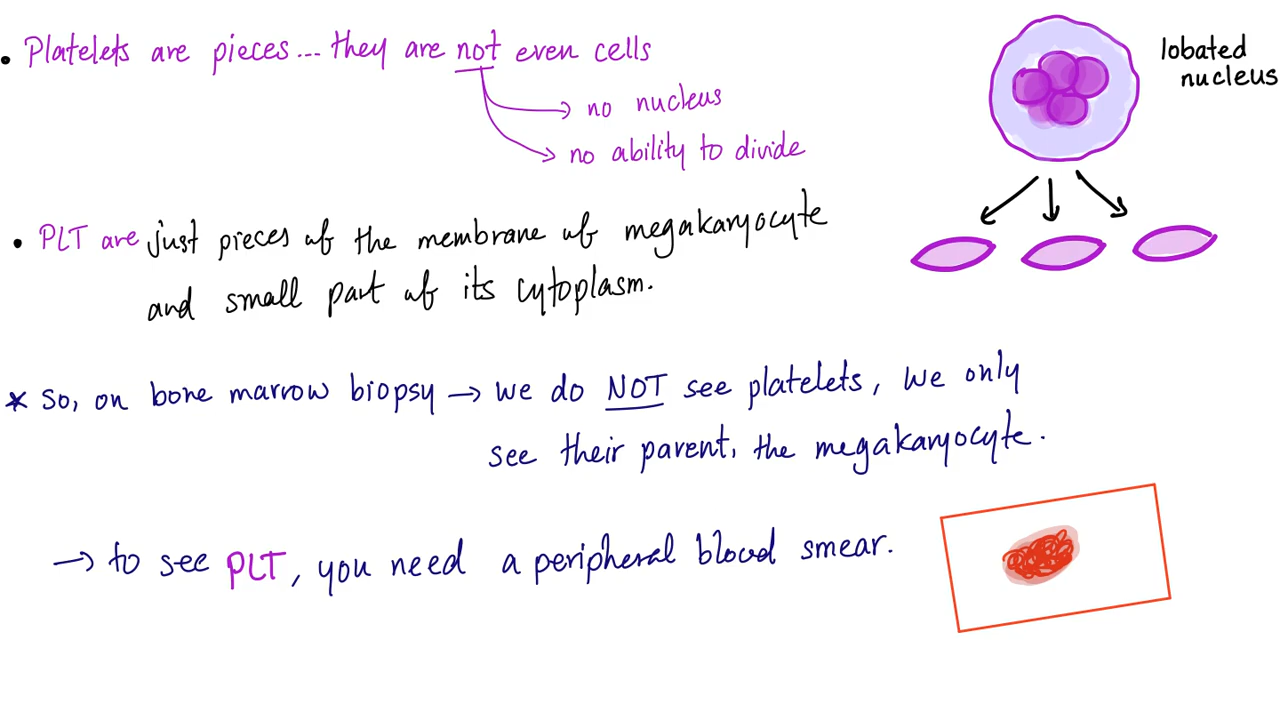 • Platelets are pieces... they are not even cells
→ no nucleus
→ no ability to divide
lobated
nucleus
• PLT are just pieces of the membrane of megakaryocyte
and small part of its cytoplasm.
* So, on bone marrow biopsy → we do NOT see platelets, we only
see their parent, the megakaryocyte.
→ to see PLT, you need a peripheral blood smear.